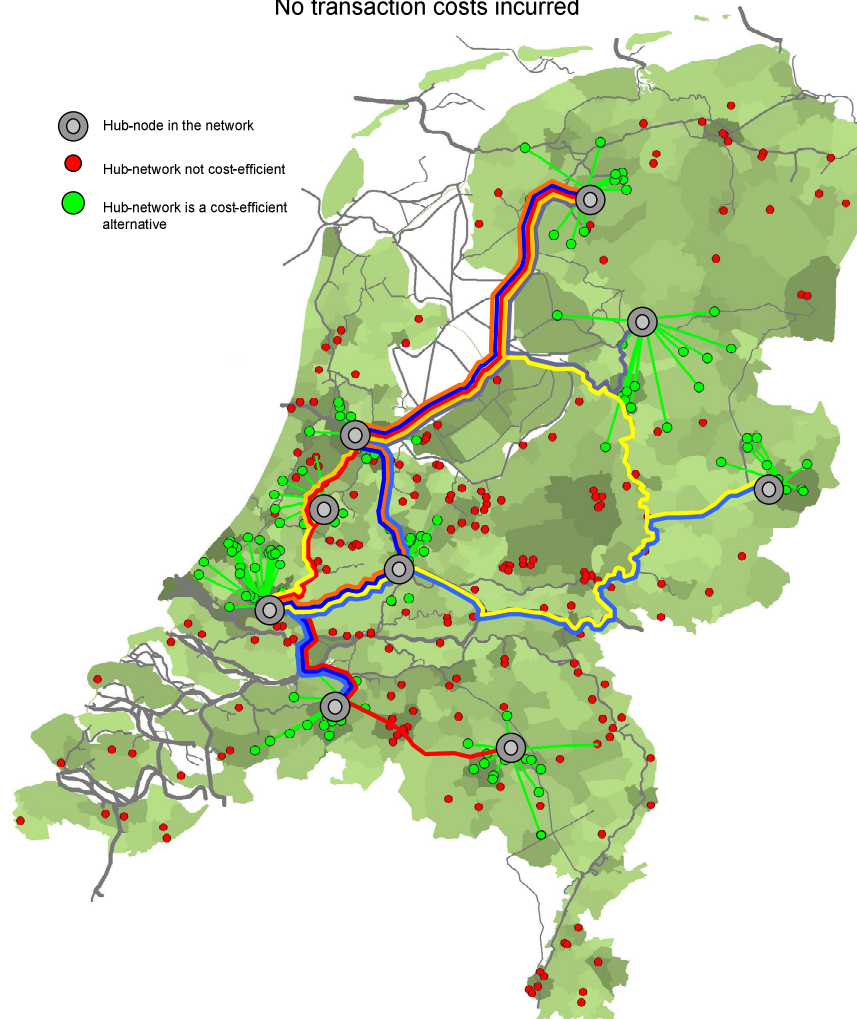 No transaction costs incurred
Hub-node in the network
Hub-network not cost-efficient
Hub-network is a cost-efficient
alternative